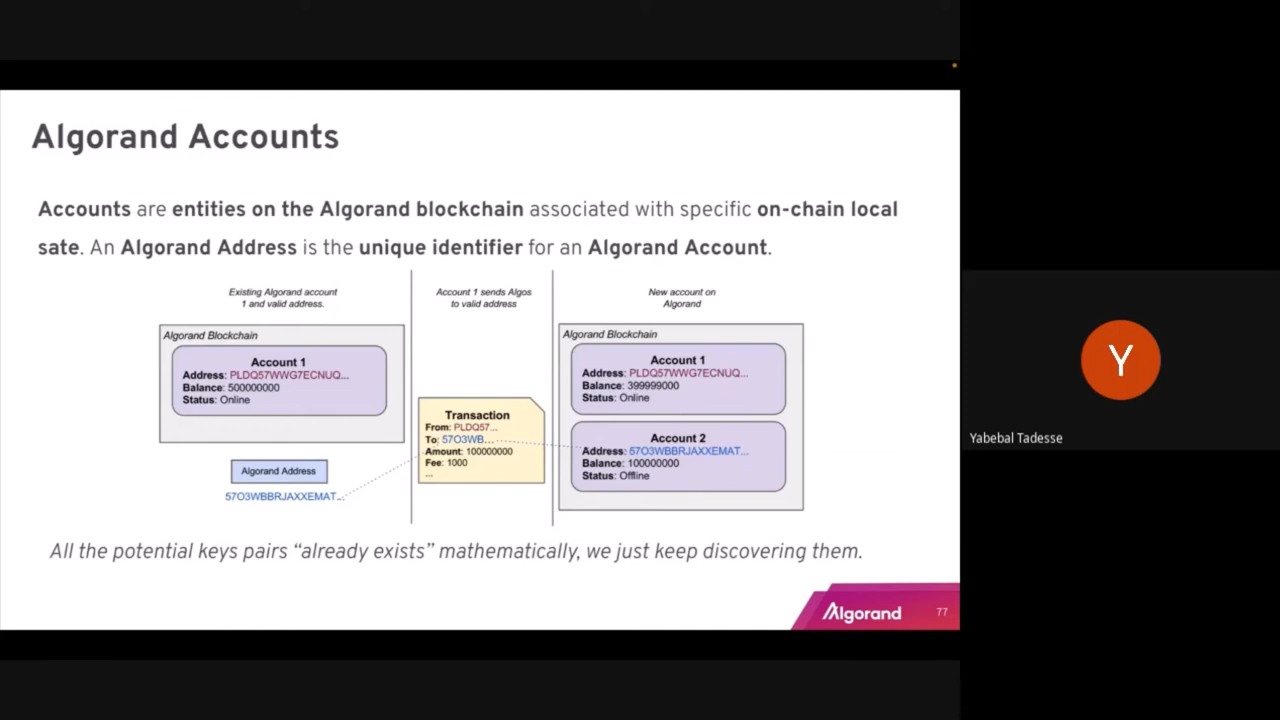 Algorand Accounts
Accounts are entities on the Algorand blockchain associated with specific on-chain local
sate. An Algorand Address is the unique identifier for an Algorand Account.
Existing Algorand account
1 and valid address.
Algorand Blockchain
Account 1
Address: PLDQ57WWG7ECNUQ...
Balance: 500000000
Status: Online
Algorand Address
57O3WBBRJAXXEMAT...
Account 1 sends Algos
to valid address
Transaction
From: PLDQ57...
To: 57O3WB...
Amount: 100000000
Fee: 1000
...
New account on
Algorand
Algorand Blockchain
Account 1
Address: PLDQ57WWG7ECNUQ...
Balance: 399999000
Status: Online
Account 2
Address: 57O3WBBRJAXXEMAT...
Balance: 100000000
Status: Offline
All the potential keys pairs “already exists” mathematically, we just keep discovering them.
Algorand
77
Y
Yabebal Tadesse